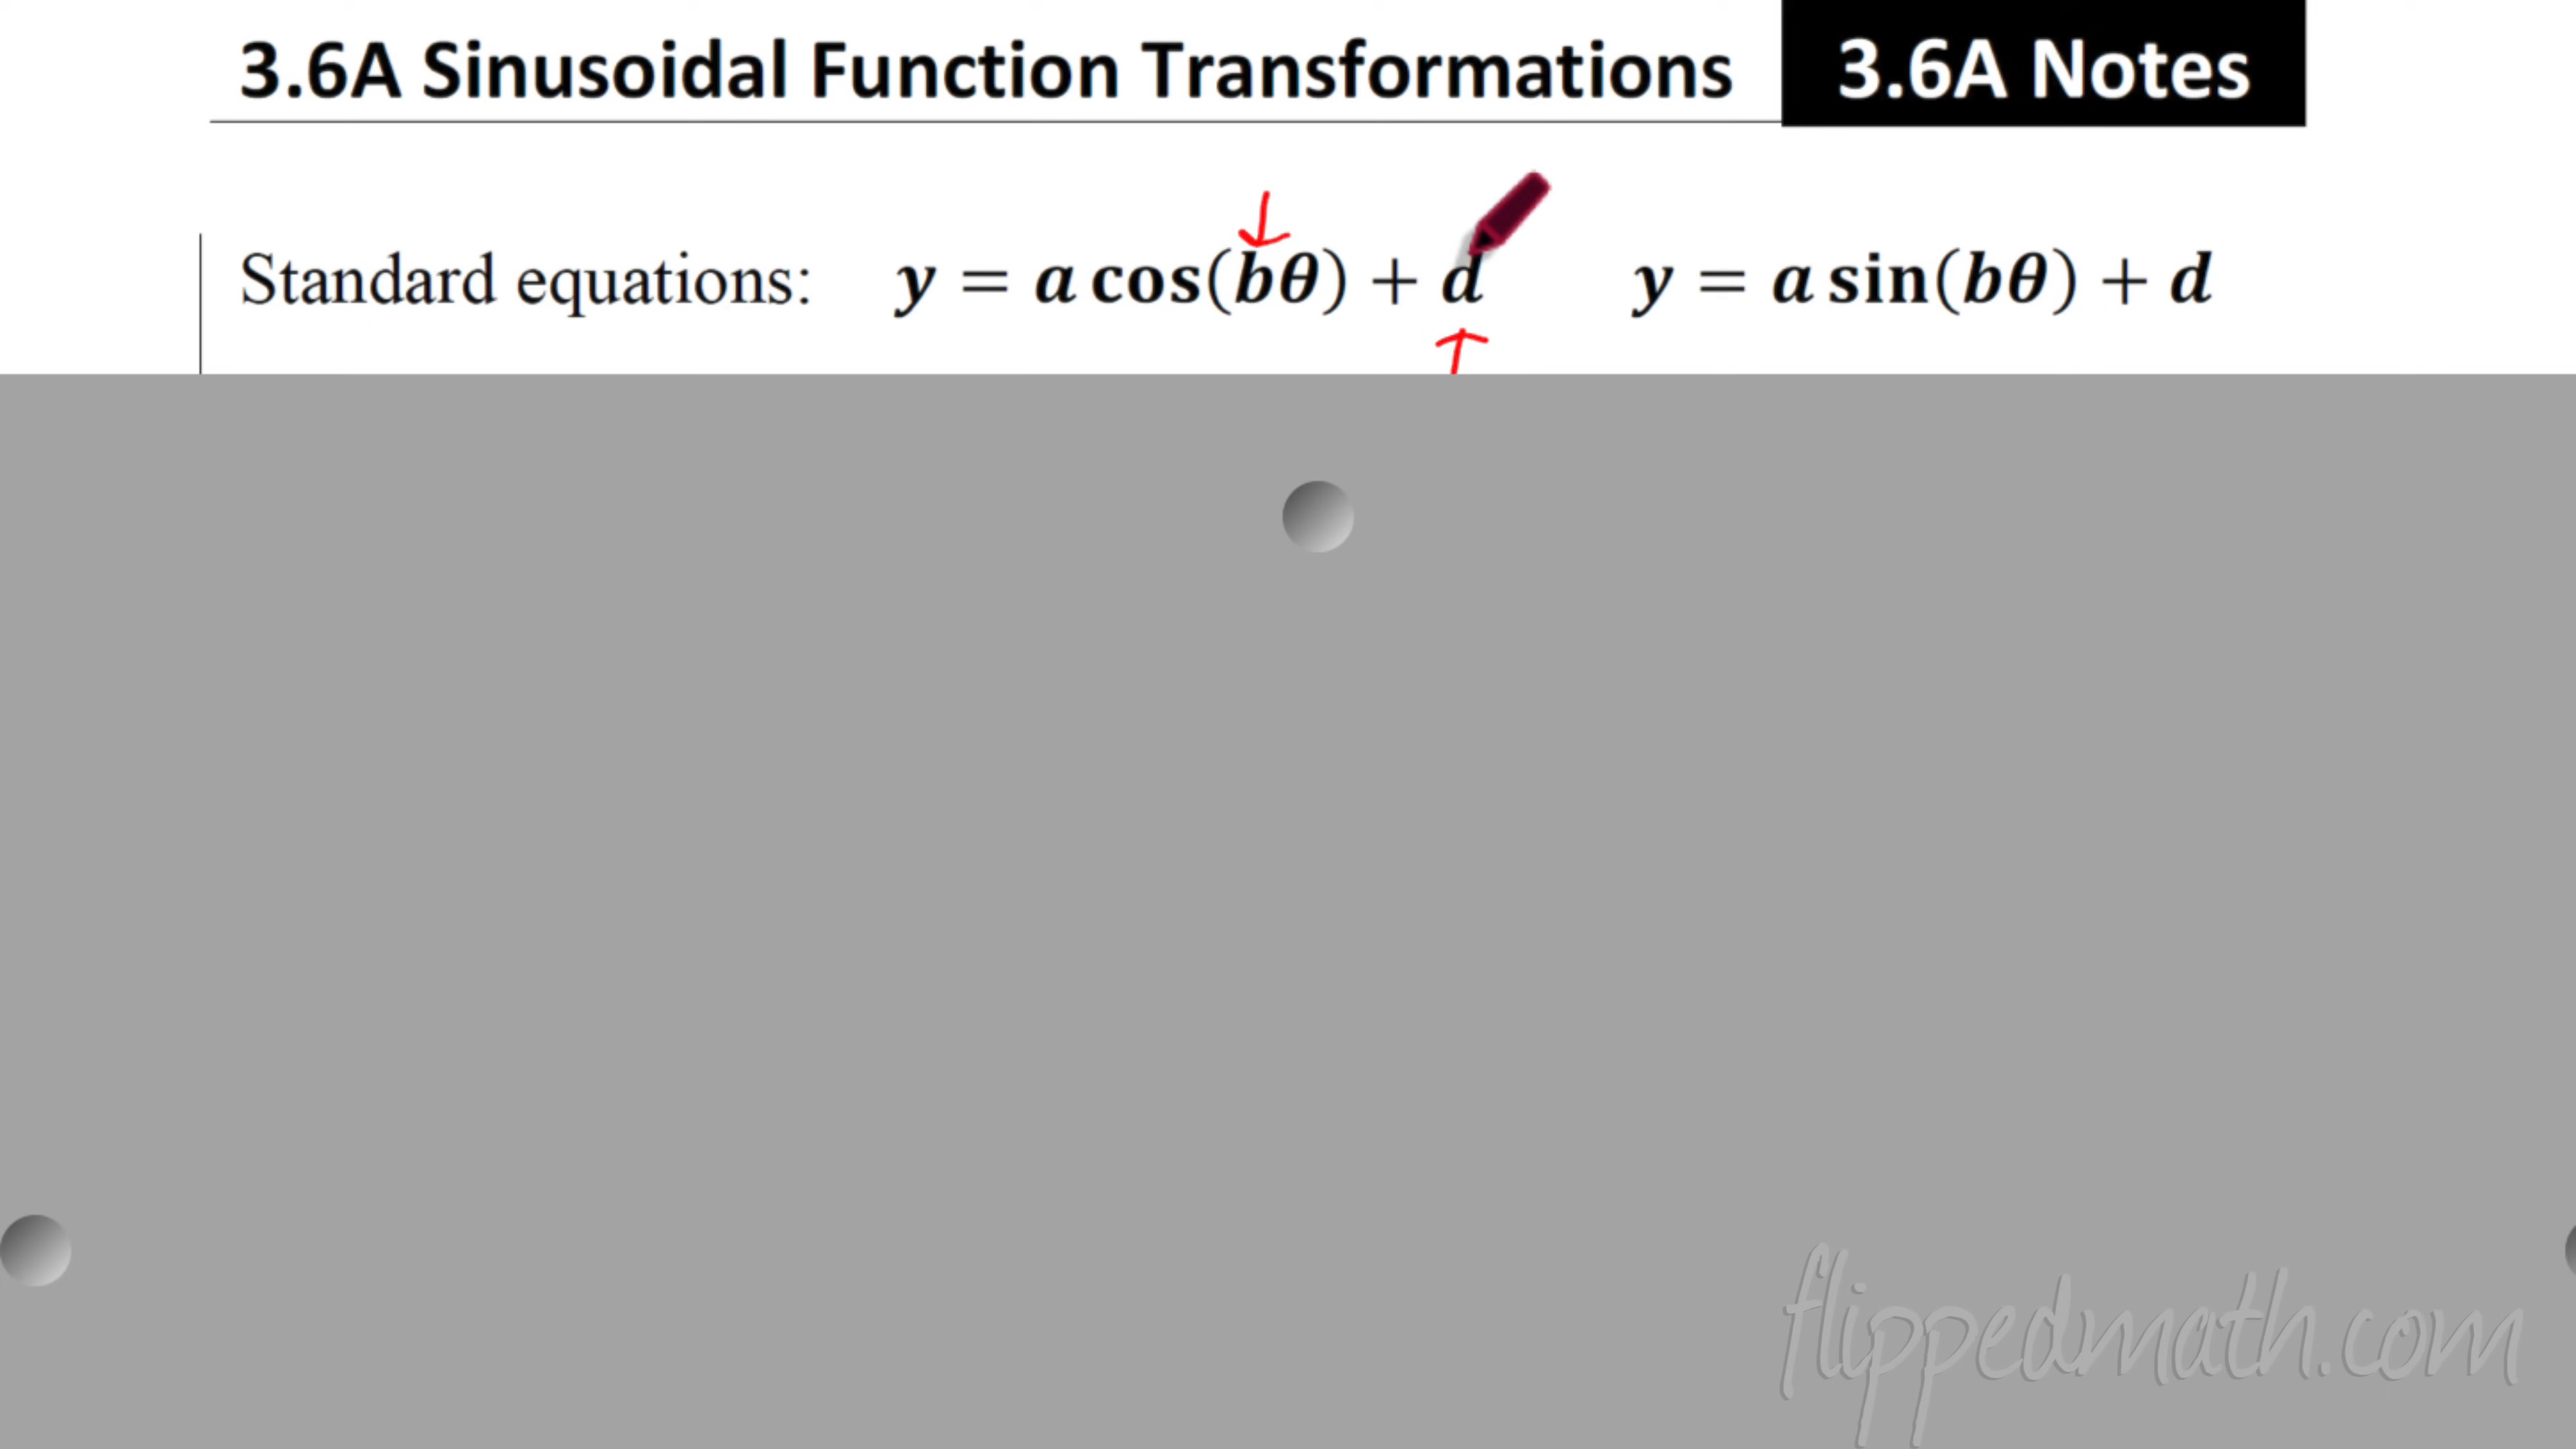 3.6A Sinusoidal Function Transformations 3.6A Notes
Standard equations: y = a cos(bθ) + d y = a sin(bθ) + d
flippedmath.com